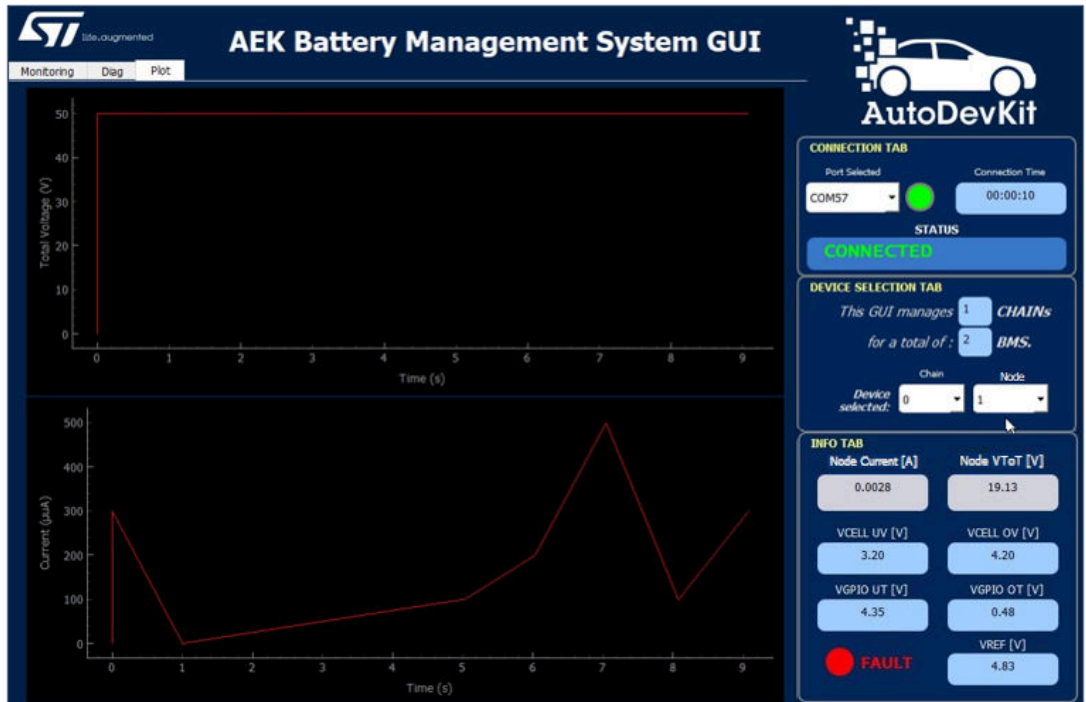 ST life.augmented
AEK Battery Management System GUI
Monitoring Diag Plot
AutoDevKit
50
40
30
20
10
0
Total Voltage (V)
0 1 2 3 4 5 6 7 8 9
Time (s)
500
400
300
200
100
0
Current (µuA)
0 1 2 3 4 5 6 7 8 9
Time (s)
CONNECTION TAB
Port Selected Connection Time
COM57 00:00:10
STATUS
CONNECTED
DEVICE SELECTION TAB
This GUI manages 1 CHAINs
for a total of : 2 BMS.
Chain Node
Device selected: 0 1
INFO TAB
Node Current [A] Node VToT [V]
0.0028 19.13
VCELL UV [V] VCELL OV [V]
3.20 4.20
VGPIO UT [V] VGPIO OT [V]
4.35 0.48
VREF [V]
FAULT 4.83